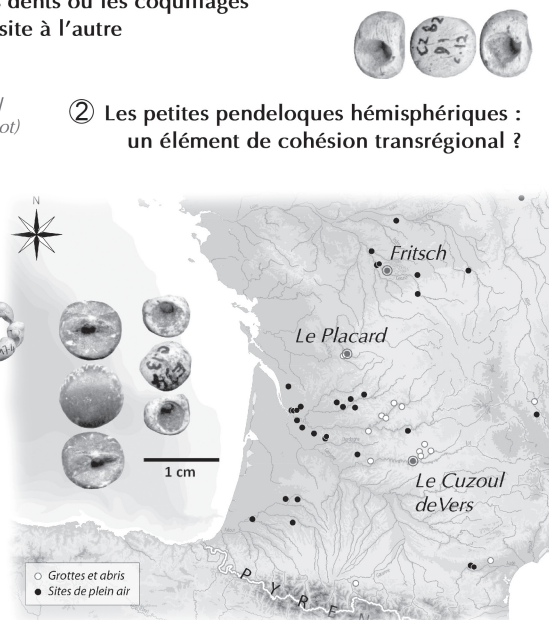 dents ou les coquillages
site à l'autre
ot)
② Les petites pendeloques hémisphériques :
un élément de cohésion transrégional ?
N
Fritsch
Le Placard
Le Cuzoul
de Vers
1 cm
Grottes et abris
Sites de plein air
P Y R E N